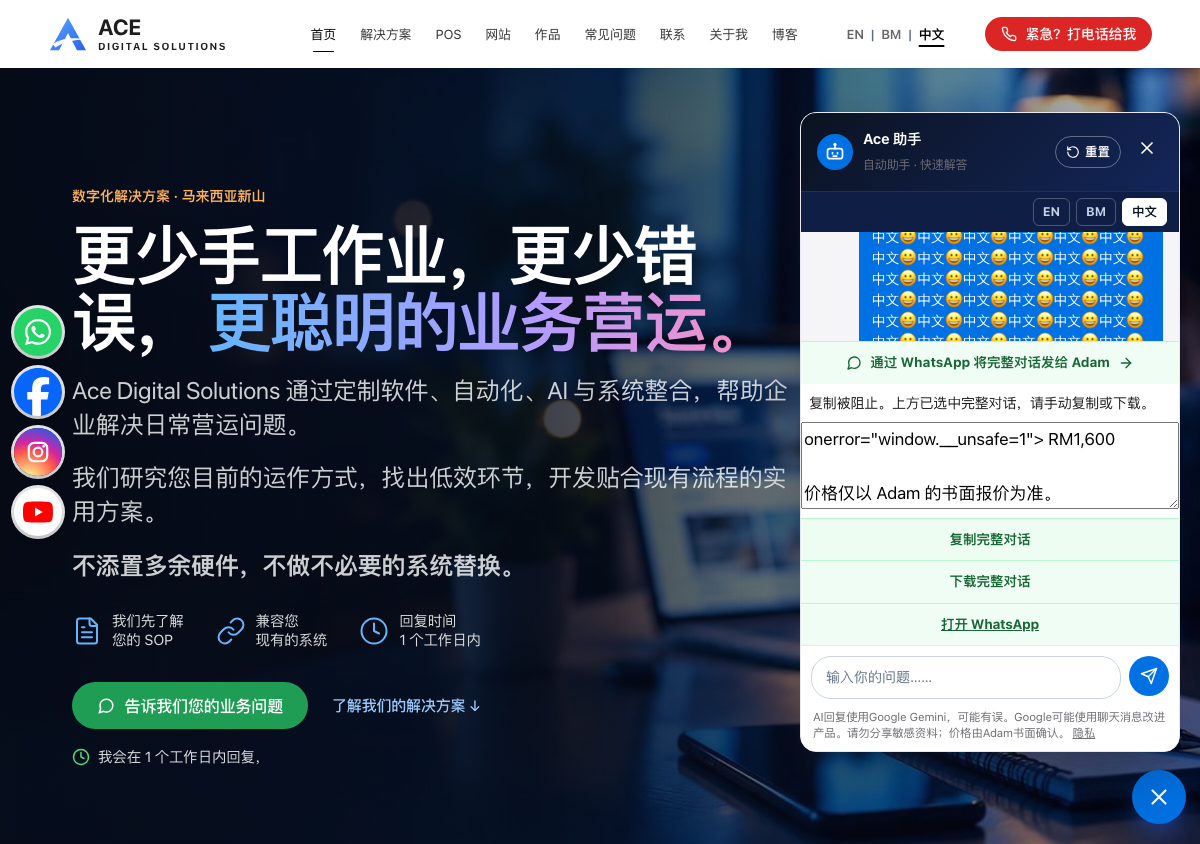 ACE
DIGITAL SOLUTIONS
首页 解决方案 POS 网站 作品 常见问题 联系 关于我 博客
EN | BM | 中文
紧急？打电话给我
数字化解决方案 · 马来西亚新山
更少手工作业，更少错
误， 更聪明的业务营运。
Ace Digital Solutions 通过定制软件、自动化、AI 与系统整合，帮助企
业解决日常营运问题。
我们研究您目前的运作方式，找出低效环节，开发贴合现有流程的实
用方案。
不添置多余硬件，不做不必要的系统替换。
我们先了解
您的 SOP
兼容您
现有的系统
回复时间
1 个工作日内
告诉我们您的业务问题
了解我们的解决方案 ↓
我会在 1 个工作日内回复，
Ace 助手
自动助手 · 快速解答
重置
EN BM 中文
中文😀中文😀中文😀中文😀中文😀中文😀
中文😀中文😀中文😀中文😀中文😀中文😀
中文😀中文😀中文😀中文😀中文😀中文😀
中文😀中文😀中文😀中文😀中文😀中文😀
中文😀中文😀中文😀中文😀中文😀中文😀
通过 WhatsApp 将完整对话发给 Adam →
复制被阻止。上方已选中完整对话，请手动复制或下载。
onerror="window.__unsafe=1"> RM1,600
价格仅以 Adam 的书面报价为准。
复制完整对话
下载完整对话
打开 WhatsApp
输入你的问题……
AI回复使用Google Gemini，可能有误。Google可能使用聊天消息改进
产品。请勿分享敏感资料；价格由Adam书面确认。 隐私